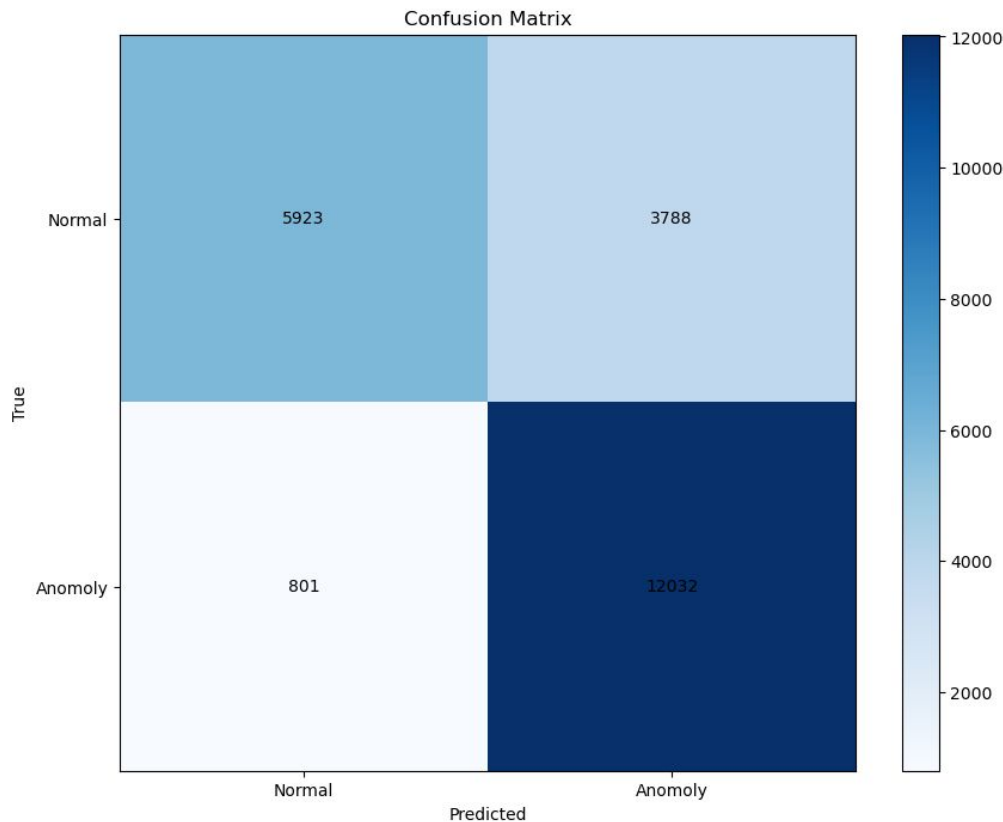 Confusion Matrix
Normal
5923
3788
Anomoly
801
12032
True
Normal
Anomoly
Predicted
12000
10000
8000
6000
4000
2000